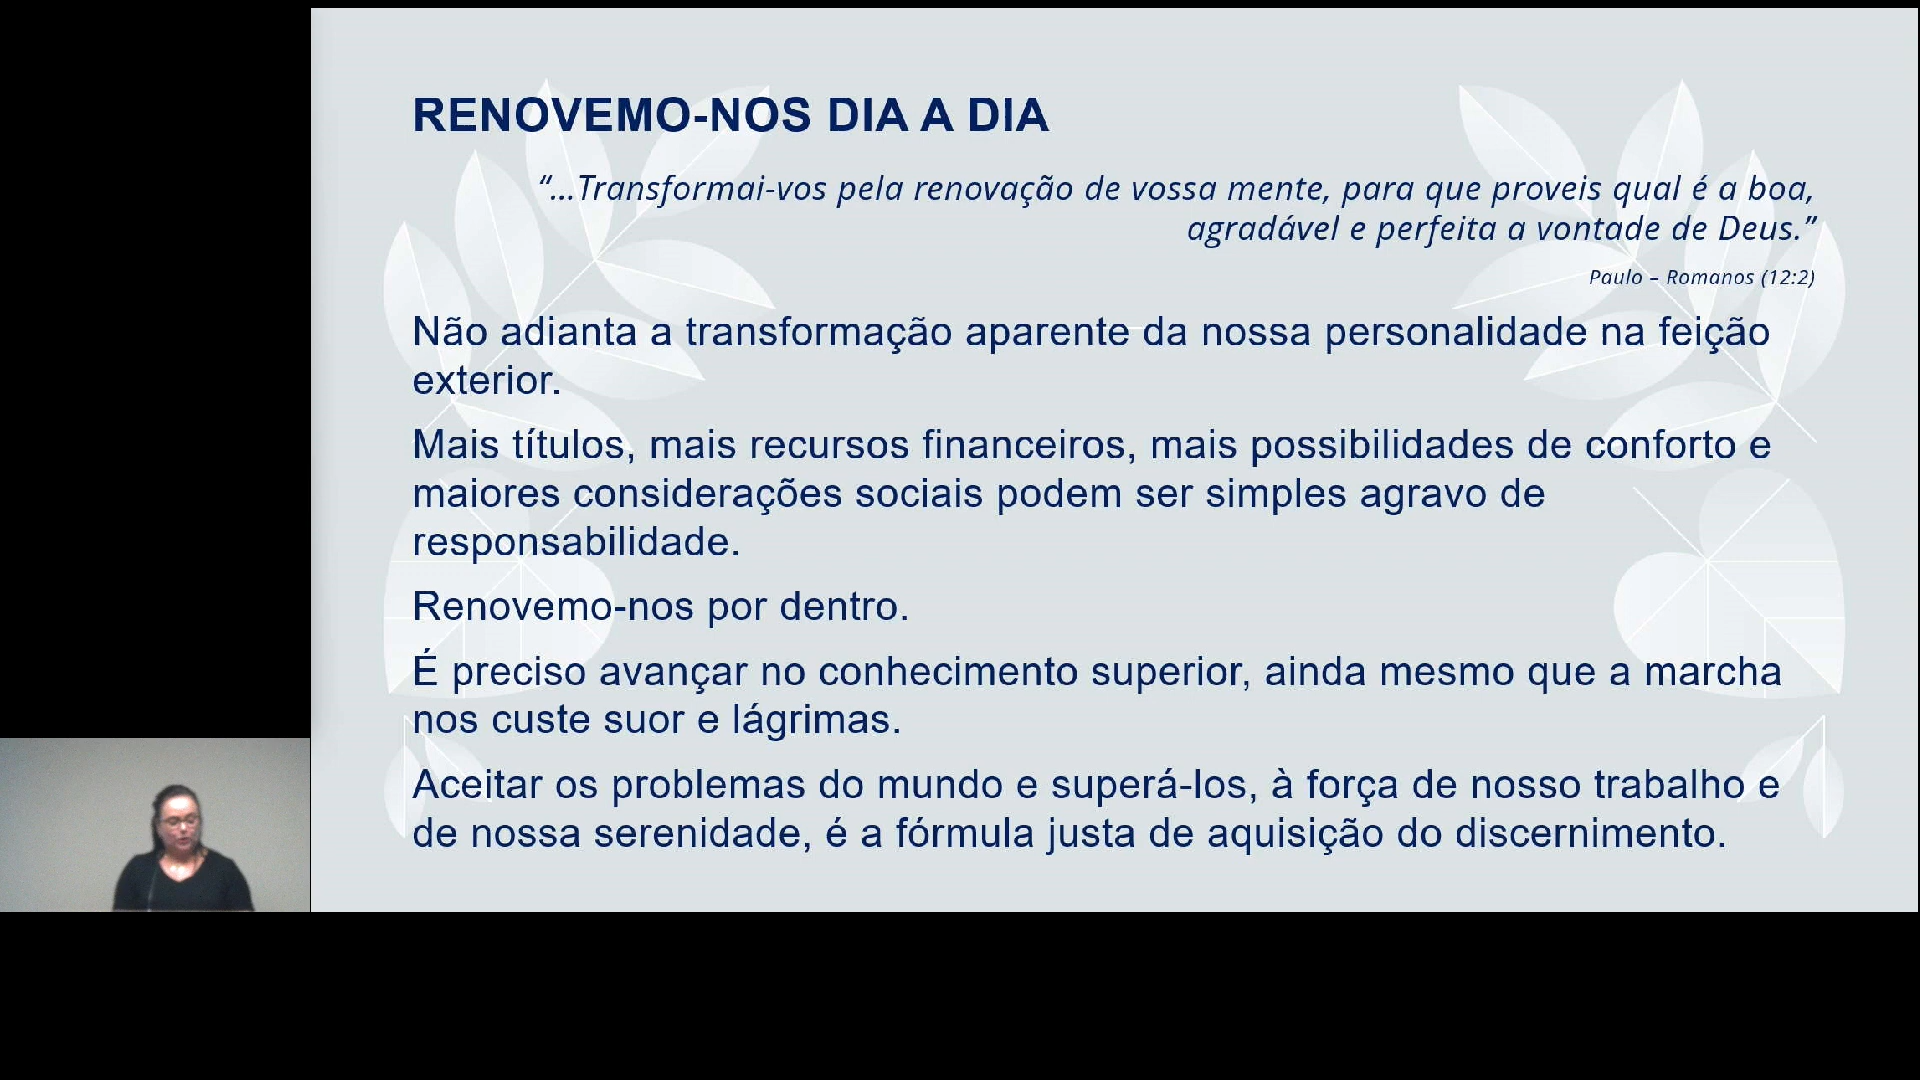 RENOVEMO-NOS DIA A DIA
“...Transformai-vos pela renovação de vossa mente, para que proveis qual é a boa,
agradável e perfeita a vontade de Deus.”
Paulo – Romanos (12:2)
Não adianta a transformação aparente da nossa personalidade na feição
exterior.
Mais títulos, mais recursos financeiros, mais possibilidades de conforto e
maiores considerações sociais podem ser simples agravo de
responsabilidade.
Renovemo-nos por dentro.
É preciso avançar no conhecimento superior, ainda mesmo que a marcha
nos custe suor e lágrimas.
Aceitar os problemas do mundo e superá-los, à força de nosso trabalho e
de nossa serenidade, é a fórmula justa de aquisição do discernimento.